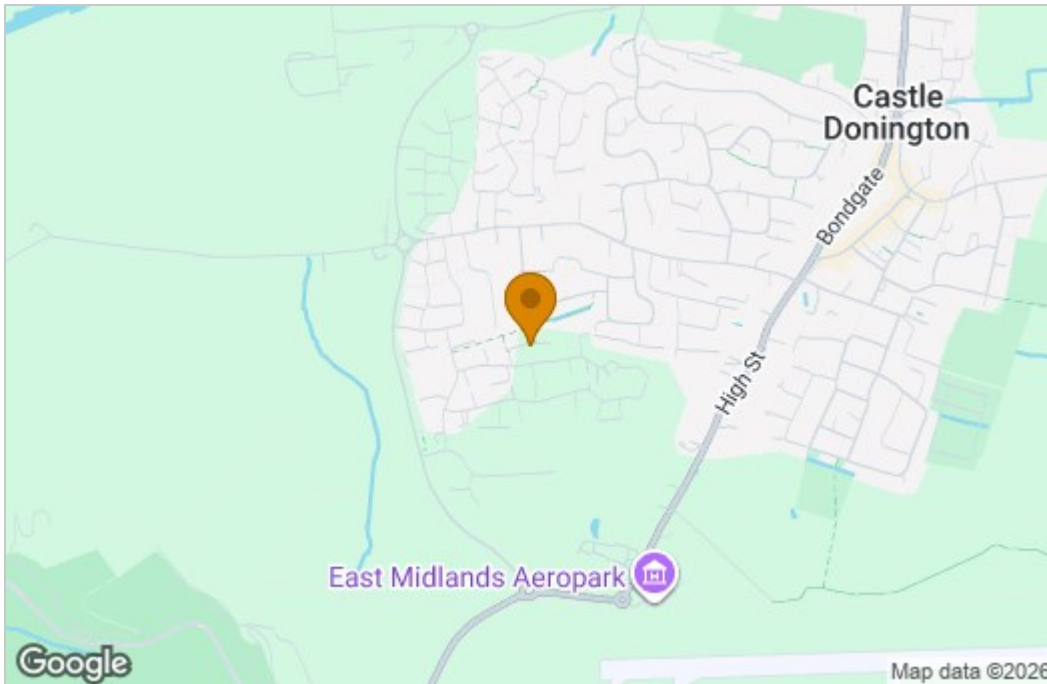 Castle
Donington
Bondgate
High St
East Midlands Aeropark
Google
Map data ©2026